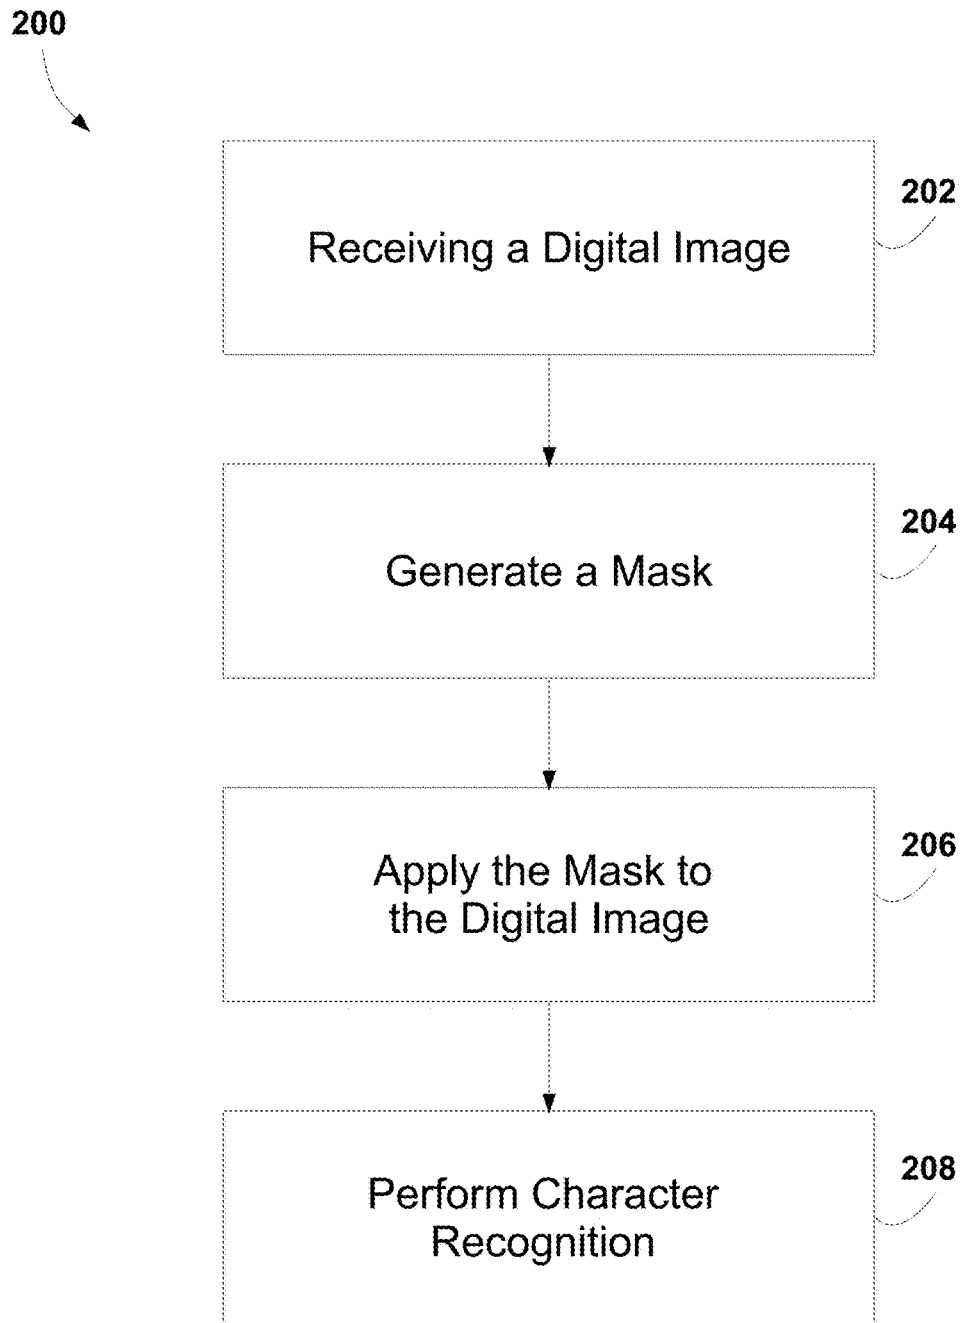 200
202
Receiving a Digital Image
204
Generate a Mask
206
Apply the Mask to
the Digital Image
208
Perform Character
Recognition